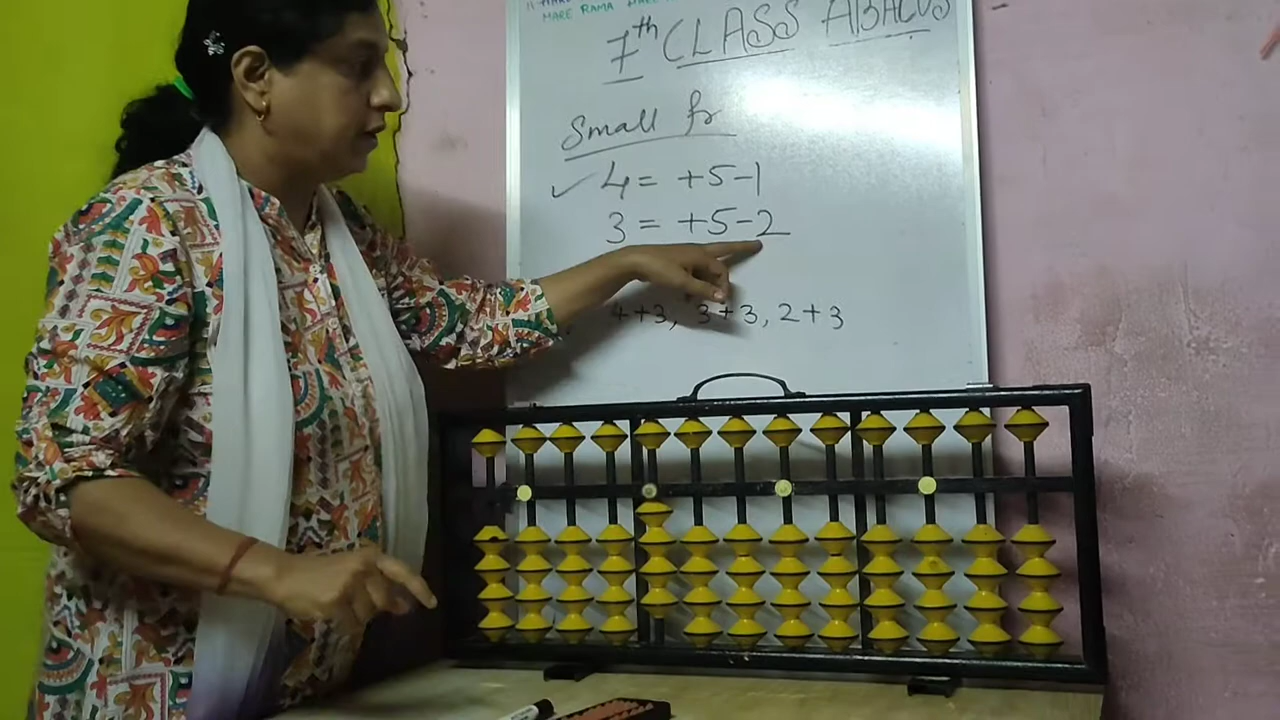 HARE RAMA HARE
7th CLASS ABACUS
Small fr
✓ 4 = +5-1
3 = +5-2
4+3, 3+3, 2+3